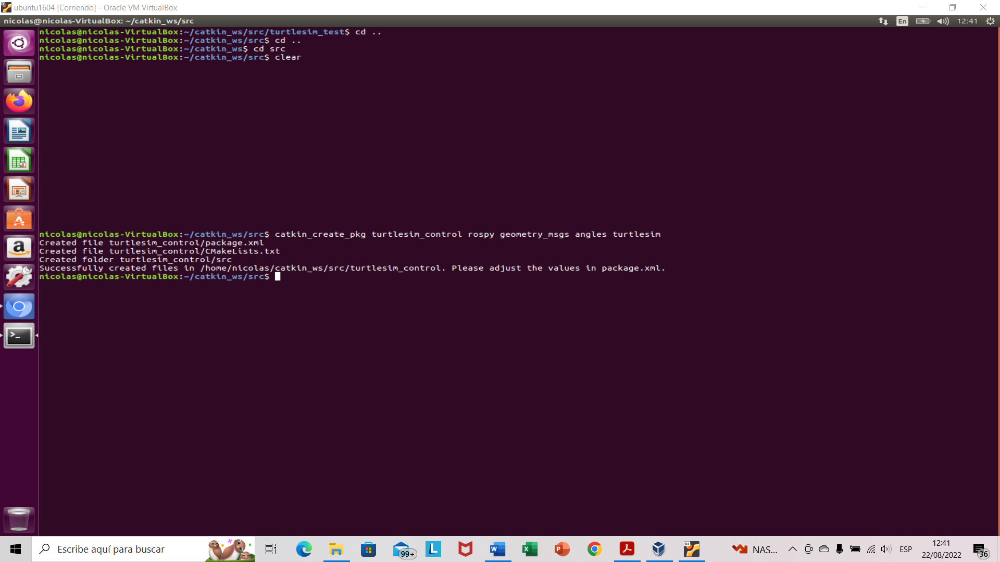 ubuntu1604 [Corriendo] - Oracle VM VirtualBox
nicolas@nicolas-VirtualBox: ~/catkin_ws/src
En
12:41
nicolas@nicolas-VirtualBox:~/catkin_ws/src/turtlesim_test$ cd ..
nicolas@nicolas-VirtualBox:~/catkin_ws/src$ cd ..
nicolas@nicolas-VirtualBox:~/catkin_ws$ cd src
nicolas@nicolas-VirtualBox:~/catkin_ws/src$ clear
nicolas@nicolas-VirtualBox:~/catkin_ws/src$ catkin_create_pkg turtlesim_control rospy geometry_msgs angles turtlesim
Created file turtlesim_control/package.xml
Created file turtlesim_control/CMakeLists.txt
Created folder turtlesim_control/src
Successfully created files in /home/nicolas/catkin_ws/src/turtlesim_control. Please adjust the values in package.xml.
nicolas@nicolas-VirtualBox:~/catkin_ws/src$
Escribe aquí para buscar
99+
NAS...
ESP
12:41
22/08/2022
36